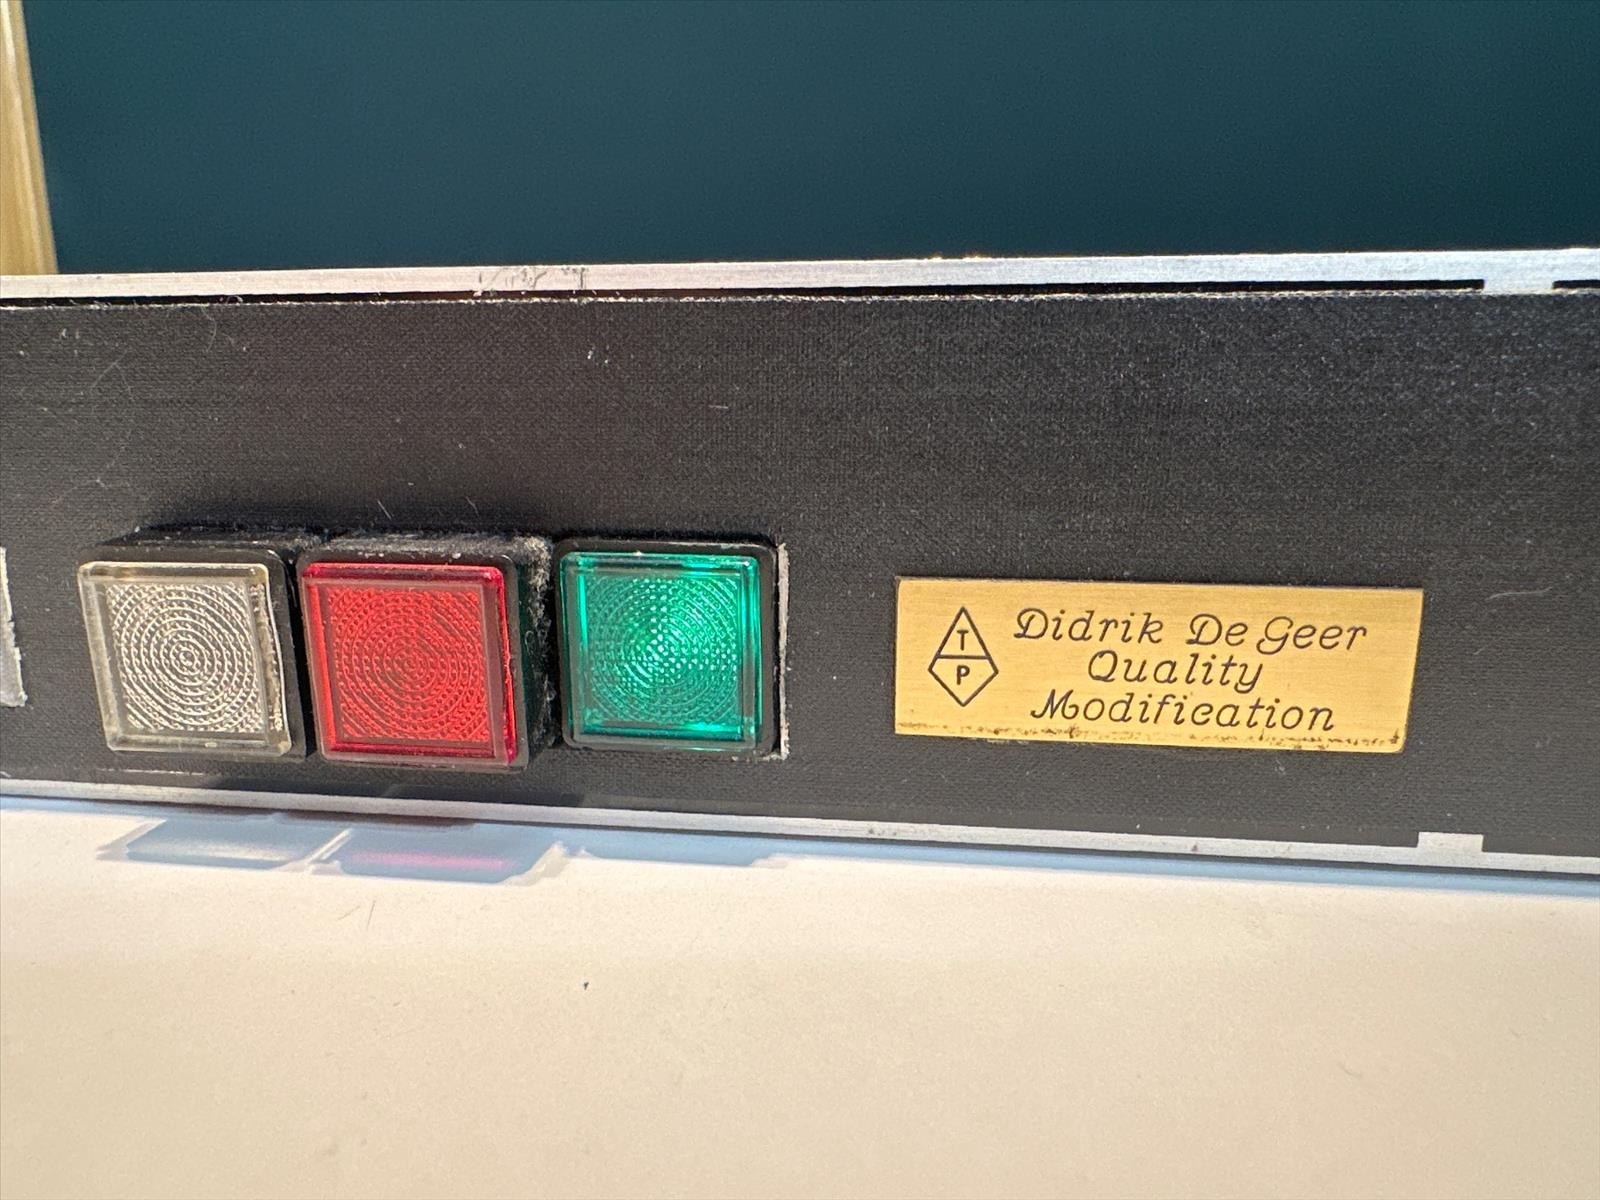 T
P
Didrik De Geer
Quality
Modification